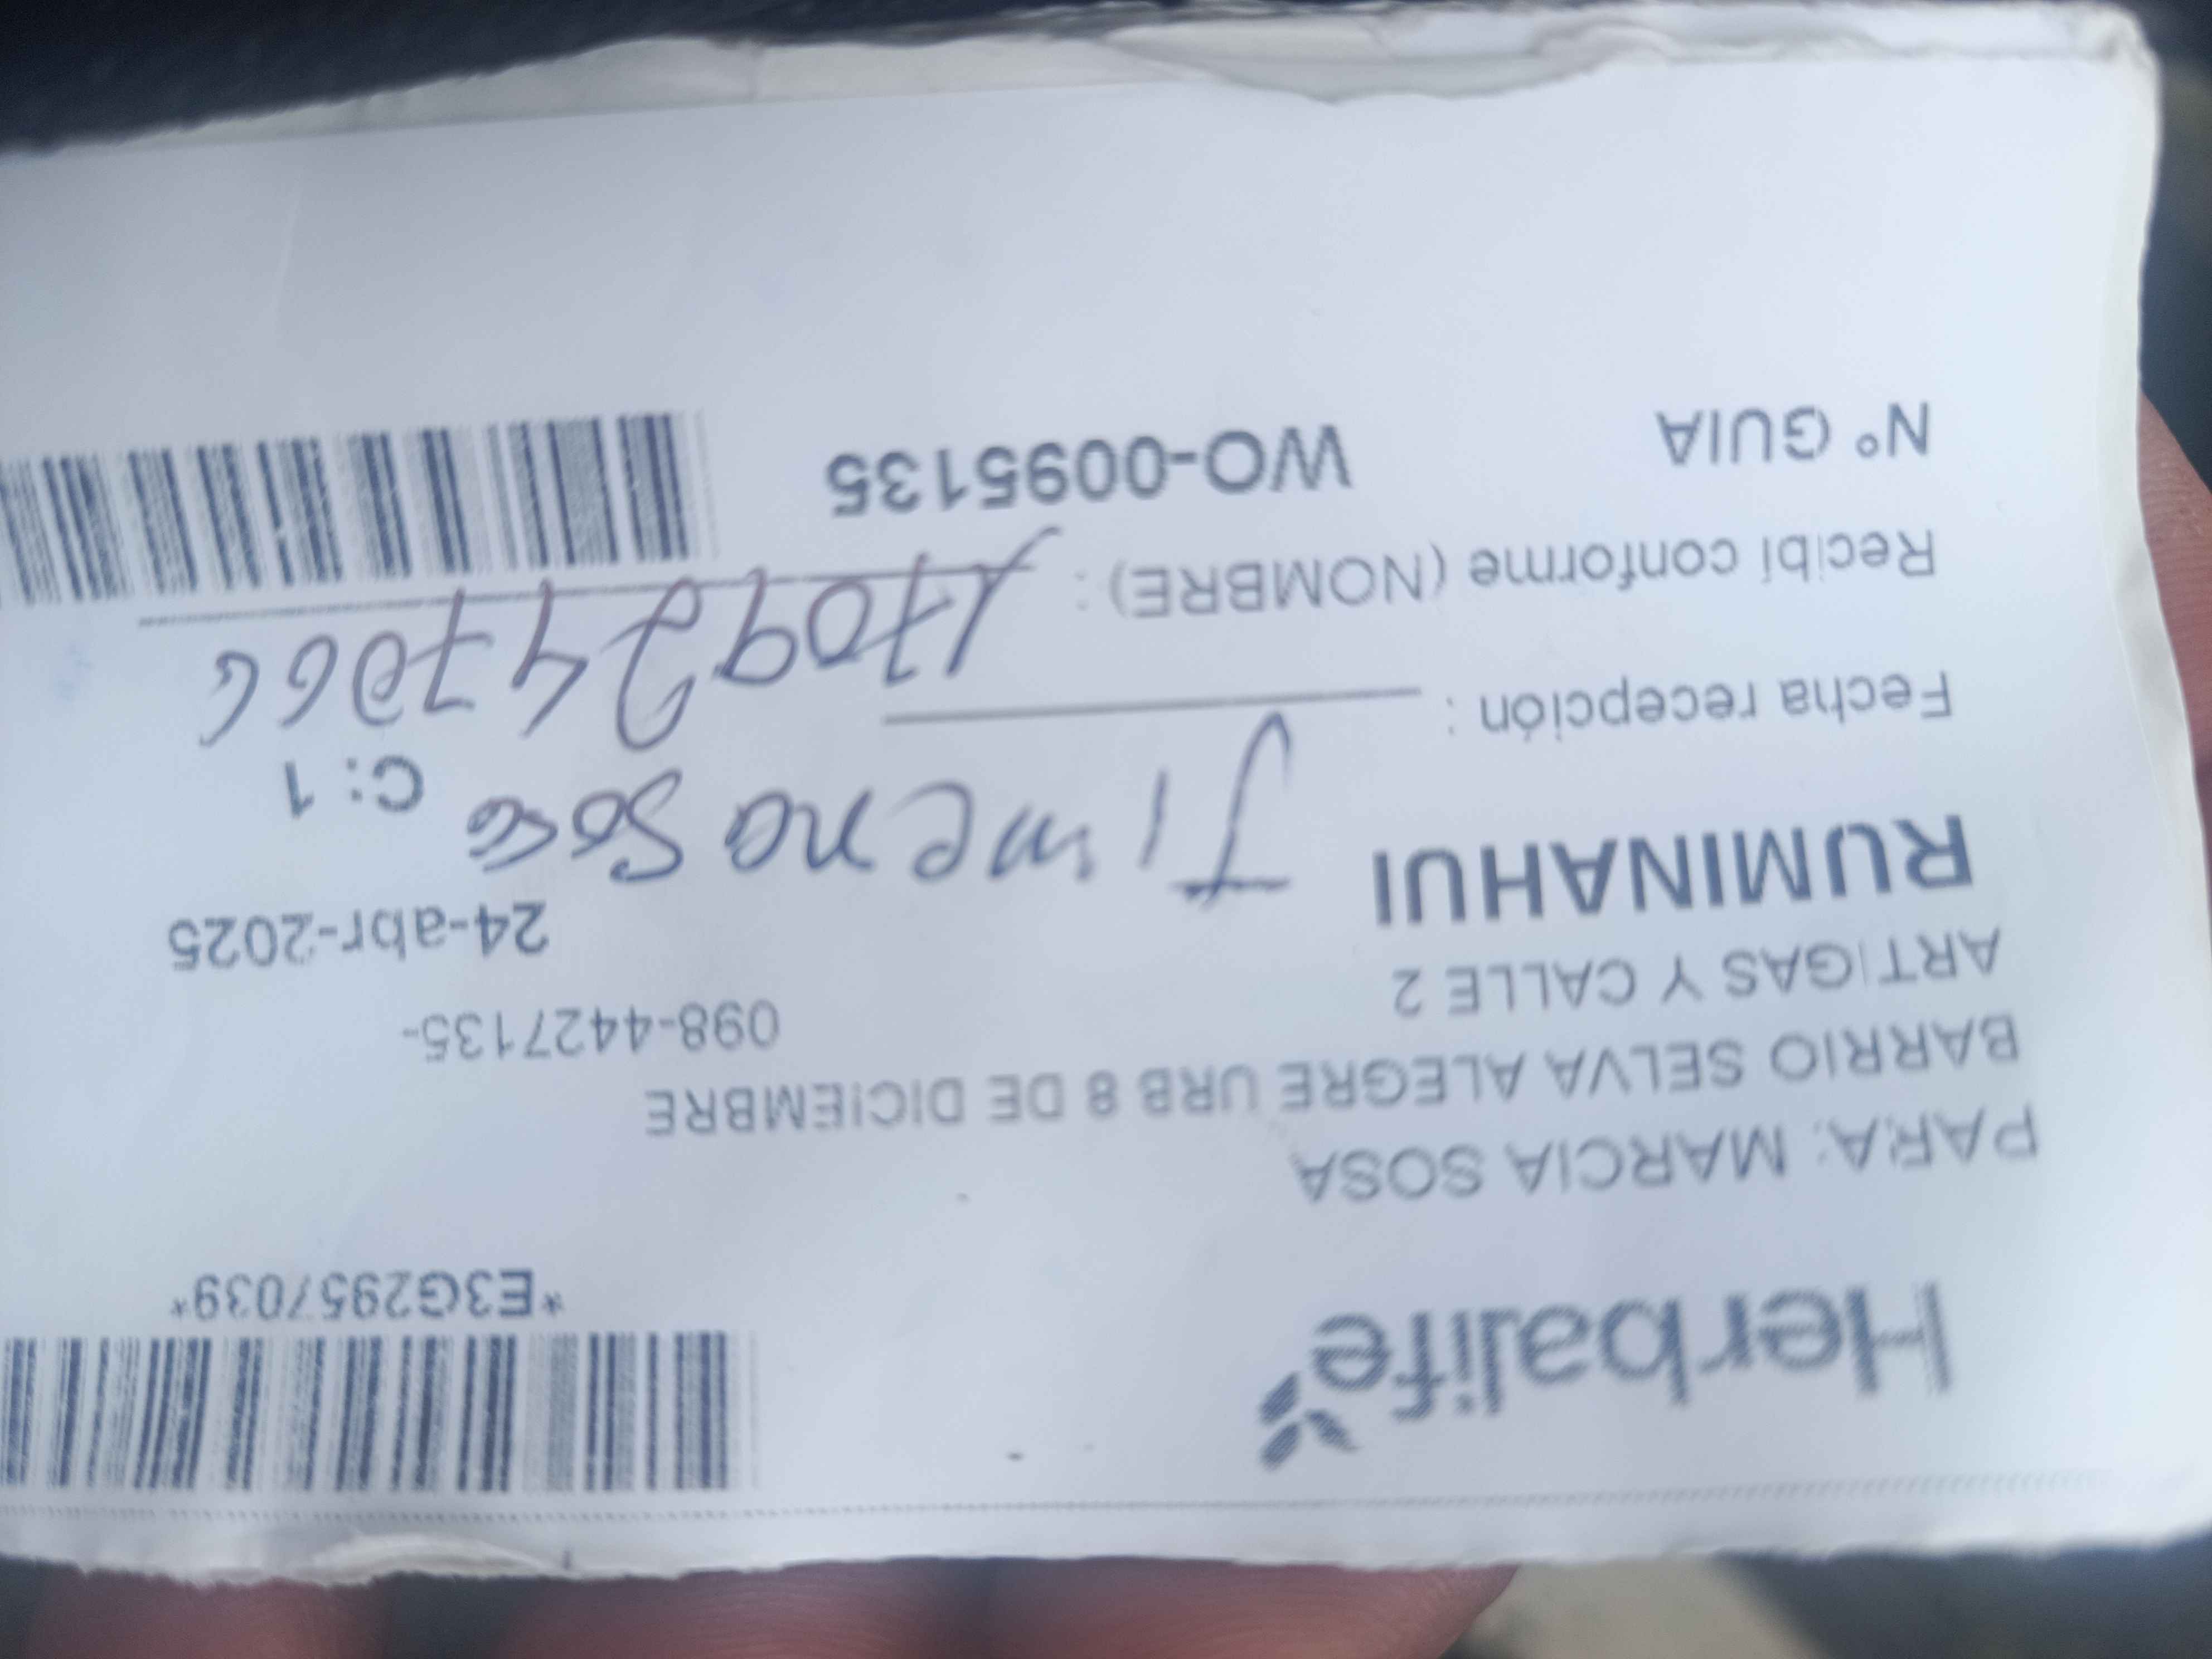 Herbalife
*E3G2957039*
PARA: MARCIA SOSA
BARRIO SELVA ALEGRE URB 8 DE DICIEMBRE
ARTIGAS Y CALLE 2
098-4427135-
RUMINAHUI
24-abr-2025
Jimena Sosa
C: 1
Fecha recepción :
1709247066
Recibí conforme (NOMBRE) :
N° GUIA
WO-0095135